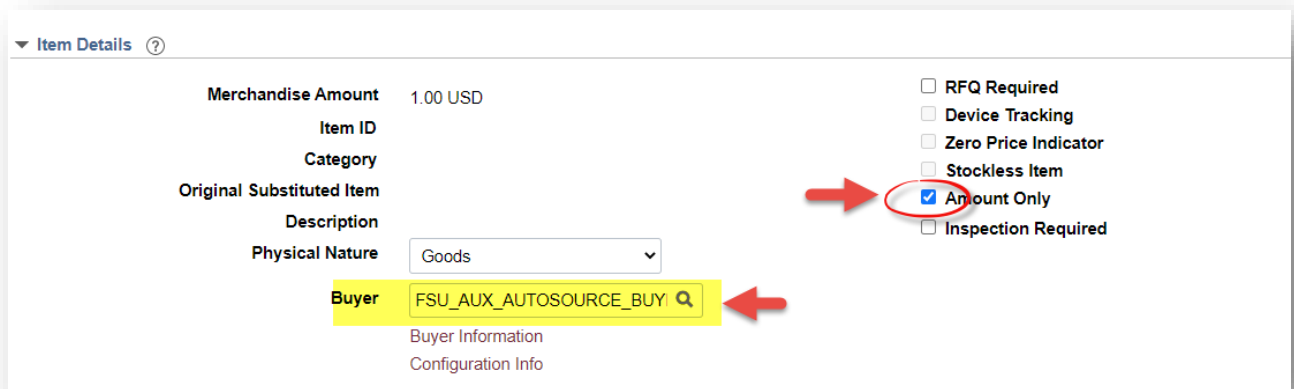 Item Details ?
Merchandise Amount 1.00 USD
Item ID
Category
Original Substituted Item
Description
Physical Nature Goods
Buyer FSU_AUX_AUTOSOURCE_BUY
Buyer Information
Configuration Info
RFQ Required
Device Tracking
Zero Price Indicator
Stockless Item
Amount Only
Inspection Required